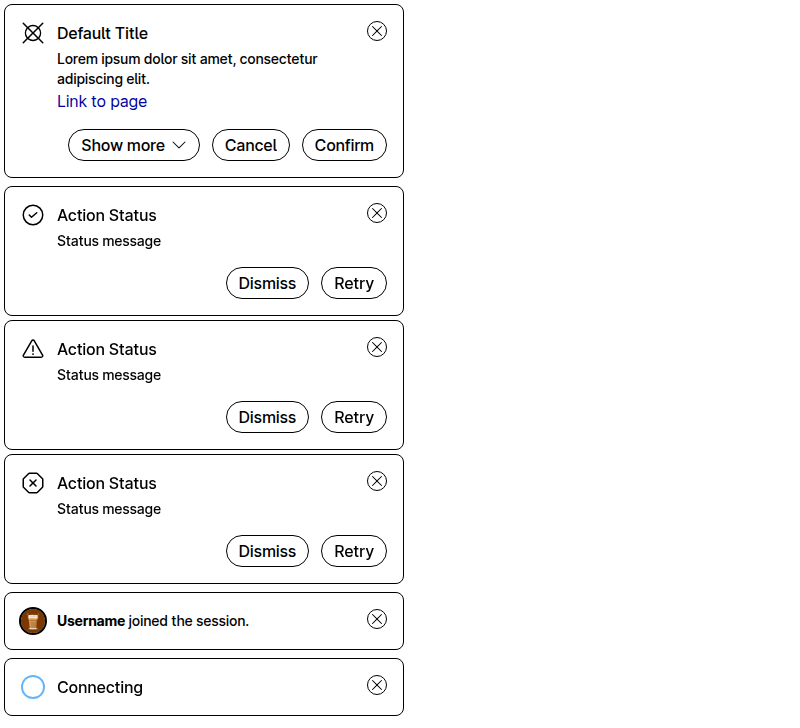 Default Title
Lorem ipsum dolor sit amet, consectetur
adipiscing elit.
Link to page
Show more Cancel Confirm
Action Status
Status message
Dismiss Retry
Action Status
Status message
Dismiss Retry
Action Status
Status message
Dismiss Retry
Username joined the session.
Connecting